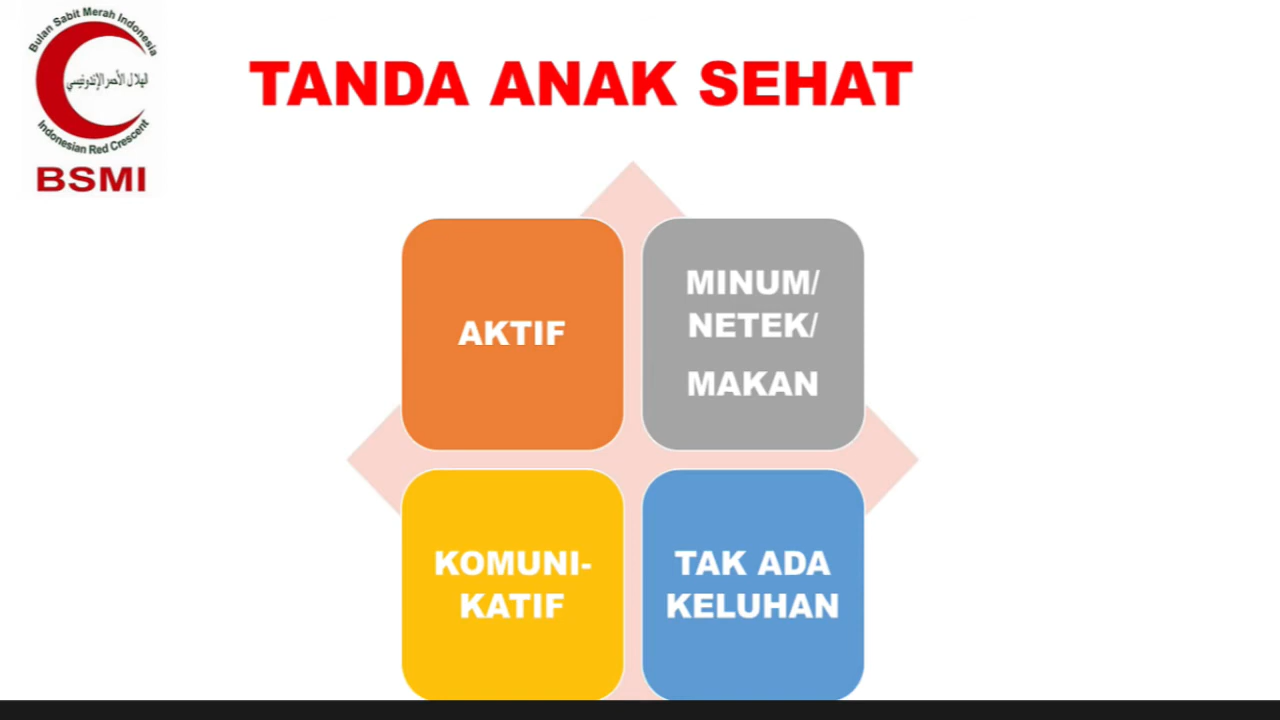 Bulan Sabit Merah Indonesia
الهلال الأحمر الإندونيسي
Indonesian Red Crescent
BSMI
TANDA ANAK SEHAT
AKTIF
MINUM/
NETEK/
MAKAN
KOMUNI-
KATIF
TAK ADA
KELUHAN